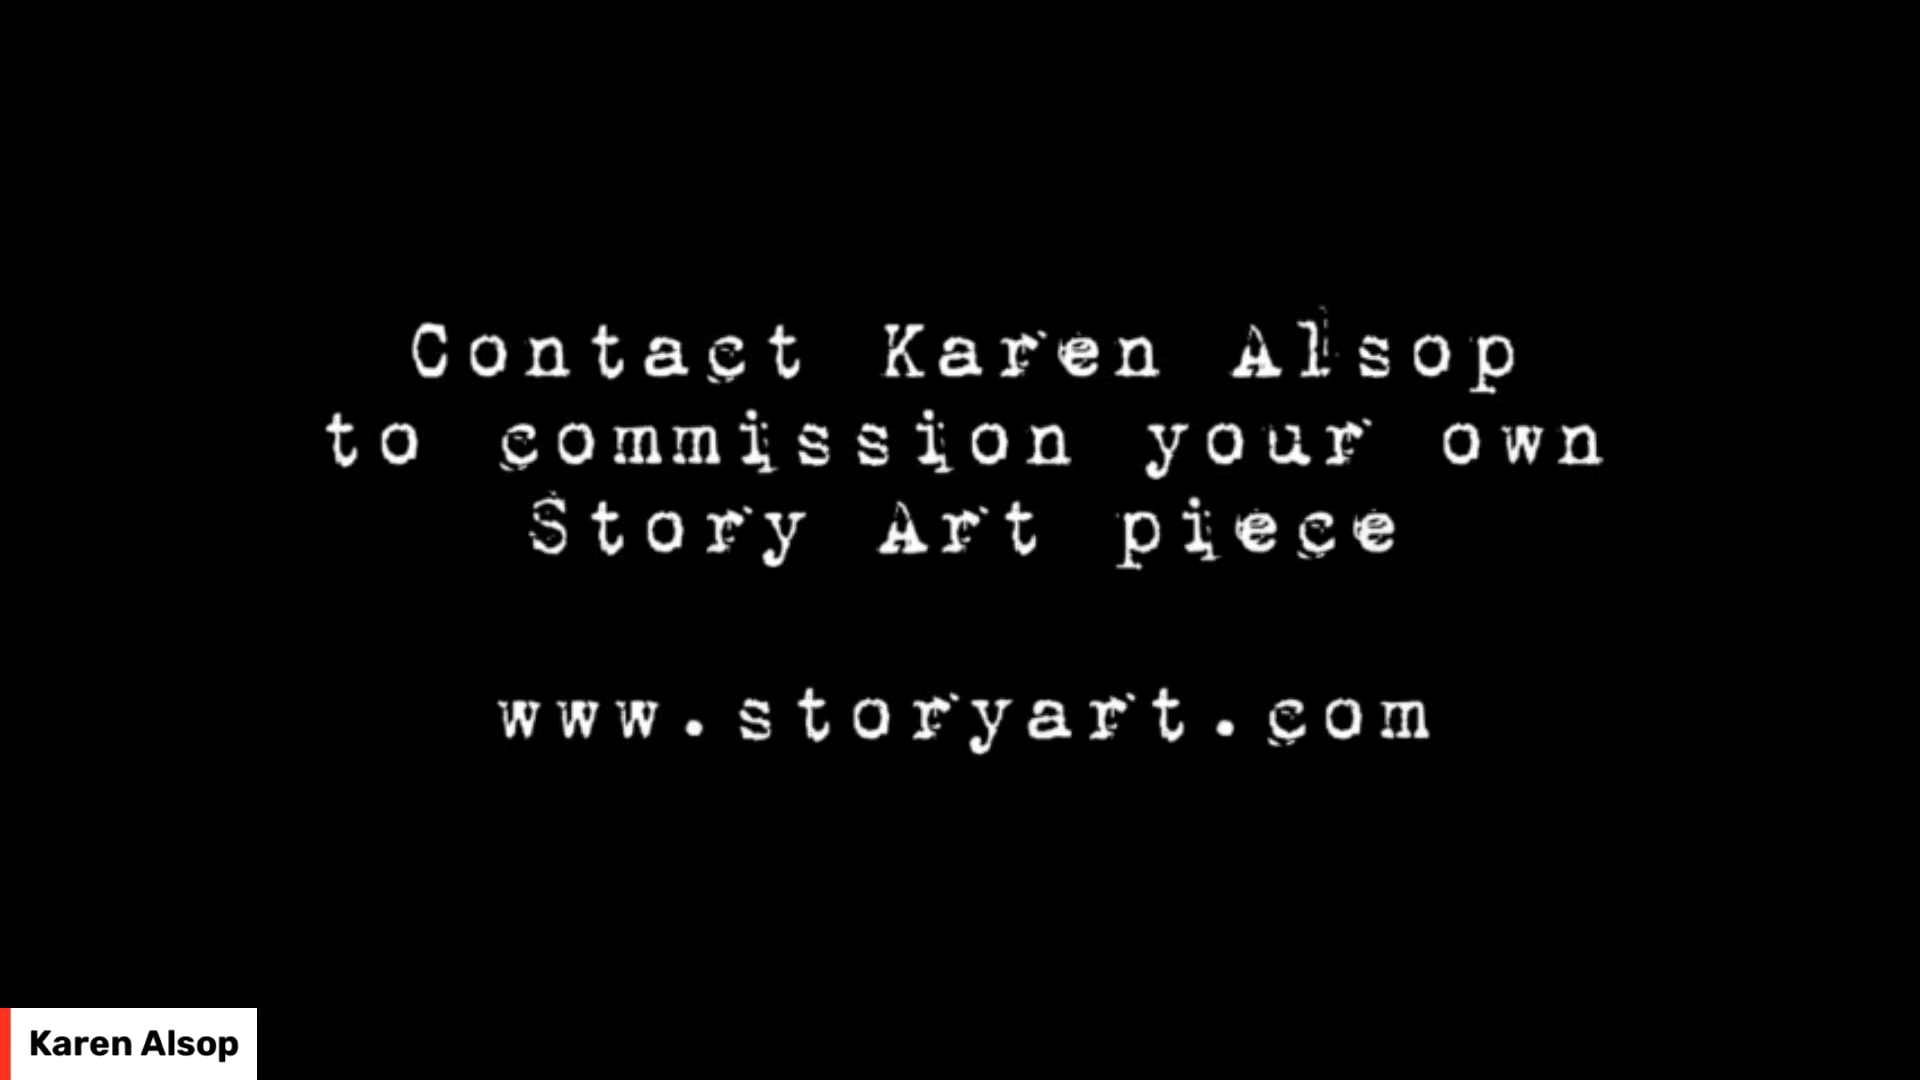 Contact Karen Alsop
to commission your own
Story Art piece
www.storyart.com
Karen Alsop